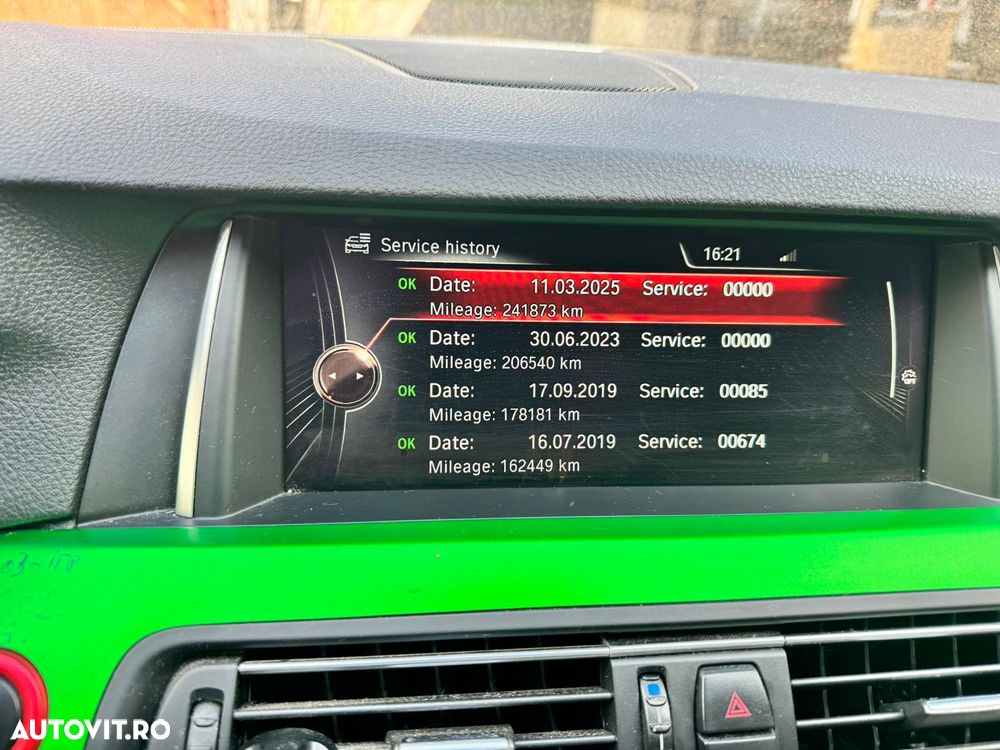 Service history
16:21
OK Date: 11.03.2025 Service: 00000
Mileage: 241873 km
OK Date: 30.06.2023 Service: 00000
Mileage: 206540 km
OK Date: 17.09.2019 Service: 00085
Mileage: 178181 km
OK Date: 16.07.2019 Service: 00674
Mileage: 162449 km
OFF
AUTOVIT.RO